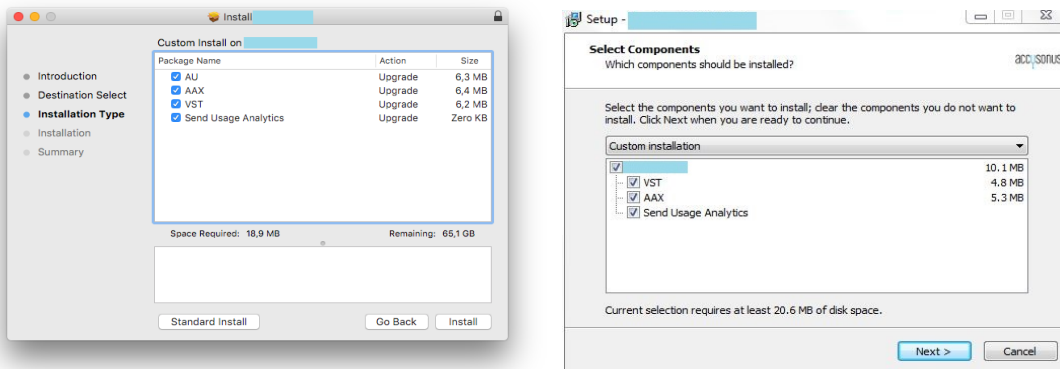 Install
Custom Install on
Package Name Action Size
AU Upgrade 6,3 MB
AAX Upgrade 6,4 MB
VST Upgrade 6,2 MB
Send Usage Analytics Upgrade Zero KB
Introduction
Destination Select
Installation Type
Installation
Summary
Space Required: 18,9 MB Remaining: 65,1 GB
Standard Install Go Back Install
Setup -
Select Components
Which components should be installed?
accusonus
Select the components you want to install; clear the components you do not want to
install. Click Next when you are ready to continue.
Custom installation
10.1 MB
VST 4.8 MB
AAX 5.3 MB
Send Usage Analytics
Current selection requires at least 20.6 MB of disk space.
Next > Cancel